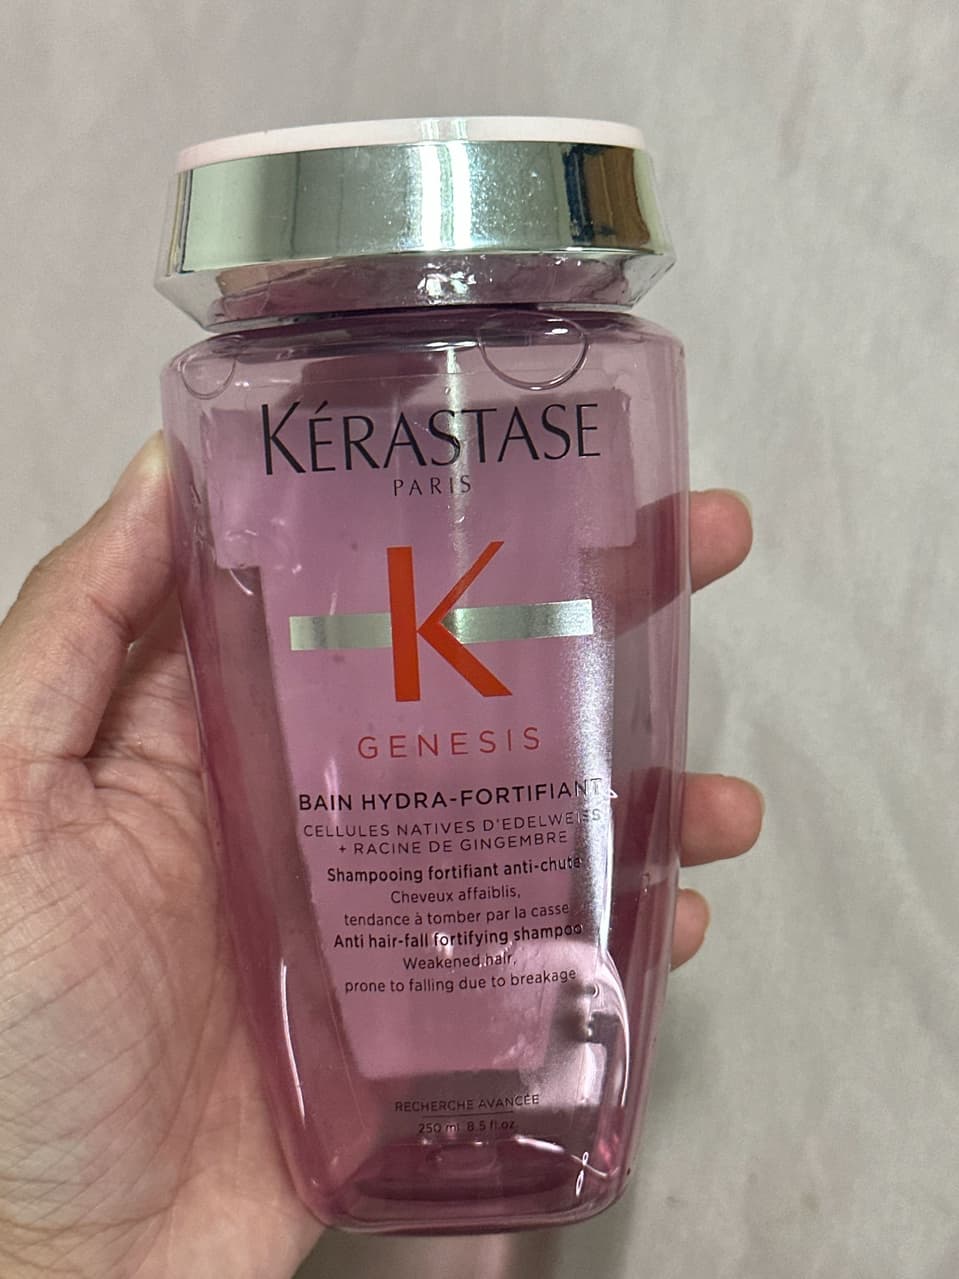 KÉRASTASE
PARIS
K
GENESIS
BAIN HYDRA-FORTIFIANT
CELLULES NATIVES D'EDELWEISS
+ RACINE DE GINGEMBRE
Shampooing fortifiant anti-chute
Cheveux affaiblis,
tendance à tomber par la casse
Anti hair-fall fortifying shampoo
Weakened hair,
prone to falling due to breakage
RECHERCHE AVANCÉE
250 ml 8.5 fl.oz.